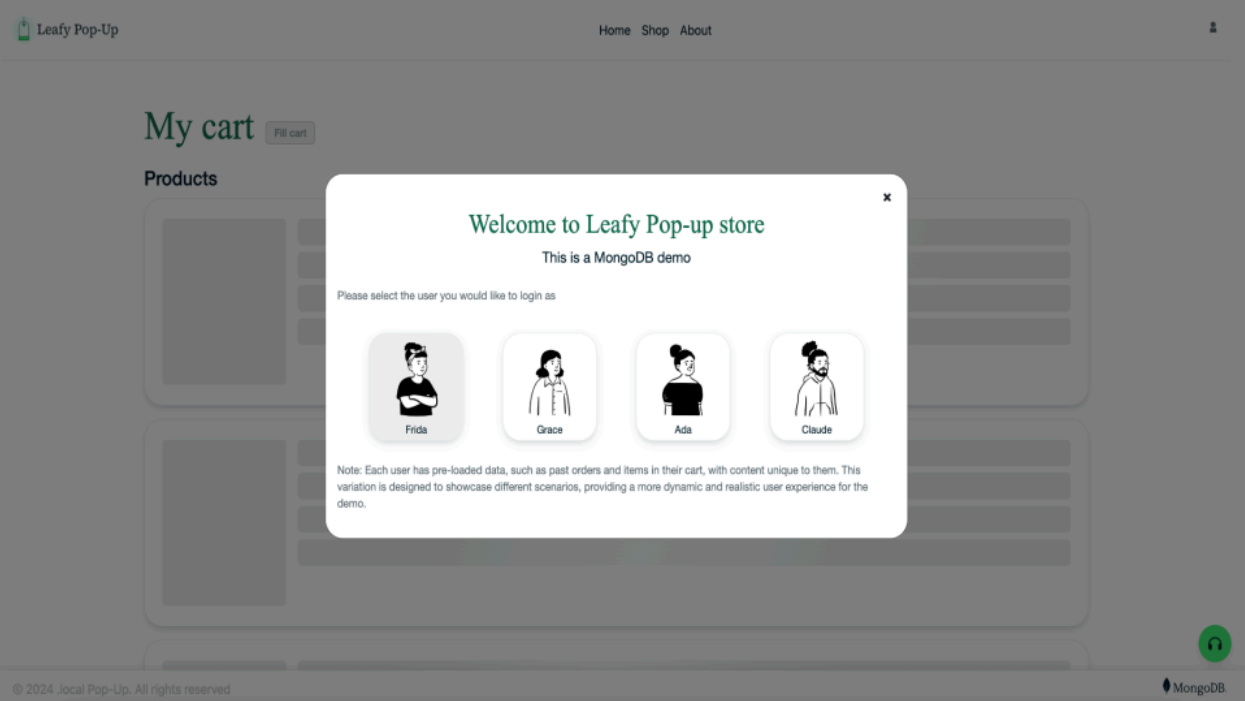 Leafy Pop-Up
Home Shop About
My cart Fill cart
Products
×
Welcome to Leafy Pop-up store
This is a MongoDB demo
Please select the user you would like to login as
Frida Grace Ada Claude
Note: Each user has pre-loaded data, such as past orders and items in their cart, with content unique to them. This
variation is designed to showcase different scenarios, providing a more dynamic and realistic user experience for the
demo.
© 2024 .local Pop-Up. All rights reserved
MongoDB.